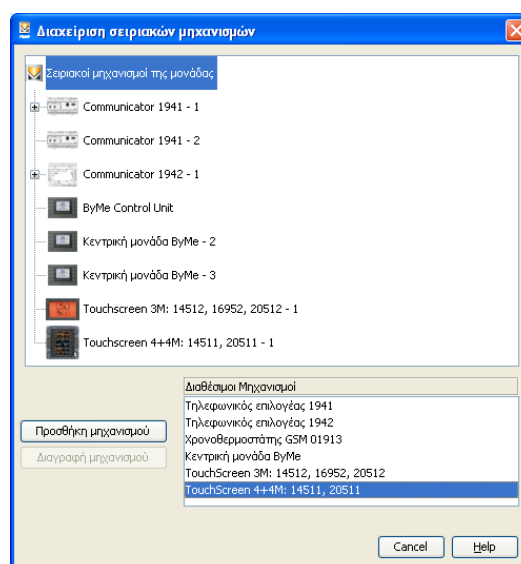 Διαχείριση σειριακών μηχανισμών
Σειριακοί μηχανισμοί της μονάδας
Communicator 1941 - 1
Communicator 1941 - 2
Communicator 1942 - 1
ByMe Control Unit
Κεντρική μονάδα ByMe - 2
Κεντρική μονάδα ByMe - 3
Touchscreen 3M: 14512, 16952, 20512 - 1
Touchscreen 4+4M: 14511, 20511 - 1
Διαθέσιμοι Μηχανισμοί
Τηλεφωνικός επιλογέας 1941
Τηλεφωνικός επιλογέας 1942
Χρονοθερμοστάτης GSM 01913
Κεντρική μονάδα ByMe
TouchScreen 3M: 14512, 16952, 20512
TouchScreen 4+4M: 14511, 20511
Προσθήκη μηχανισμού
Διαγραφή μηχανισμού
Cancel
Help